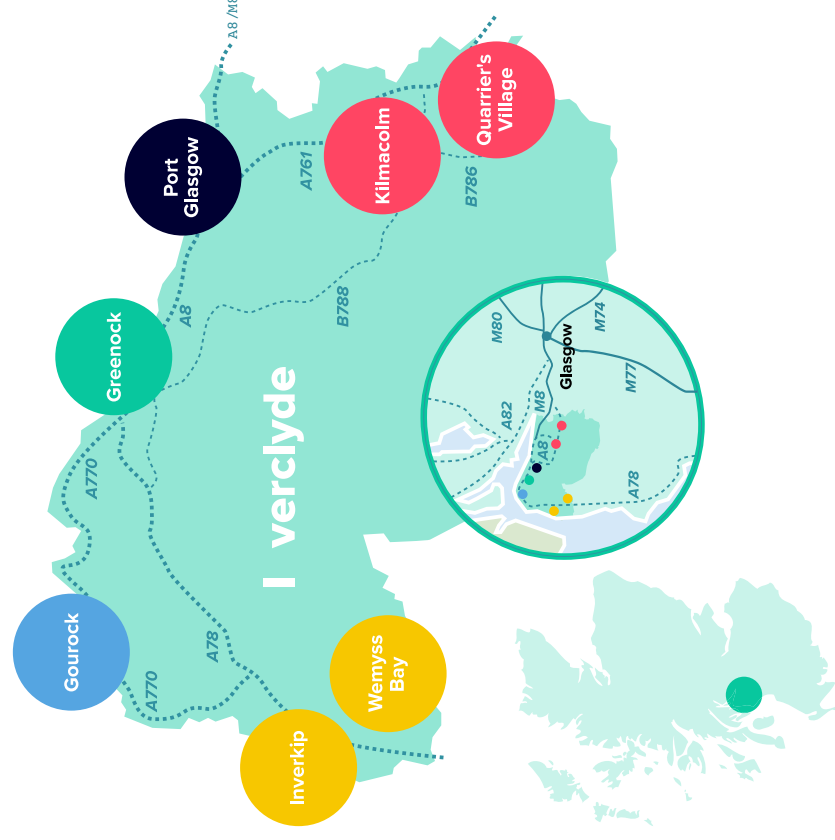 Gourock
A770
Greenock
A770
Port
Glasgow
A8
A78
A8 /M8
I verclyde
Inverkip
A761
B788
Wemyss
Bay
Kilmacolm
B786
Quarrier's
Village
M80
A82
M8
A8
Glasgow
M74
M77
A78